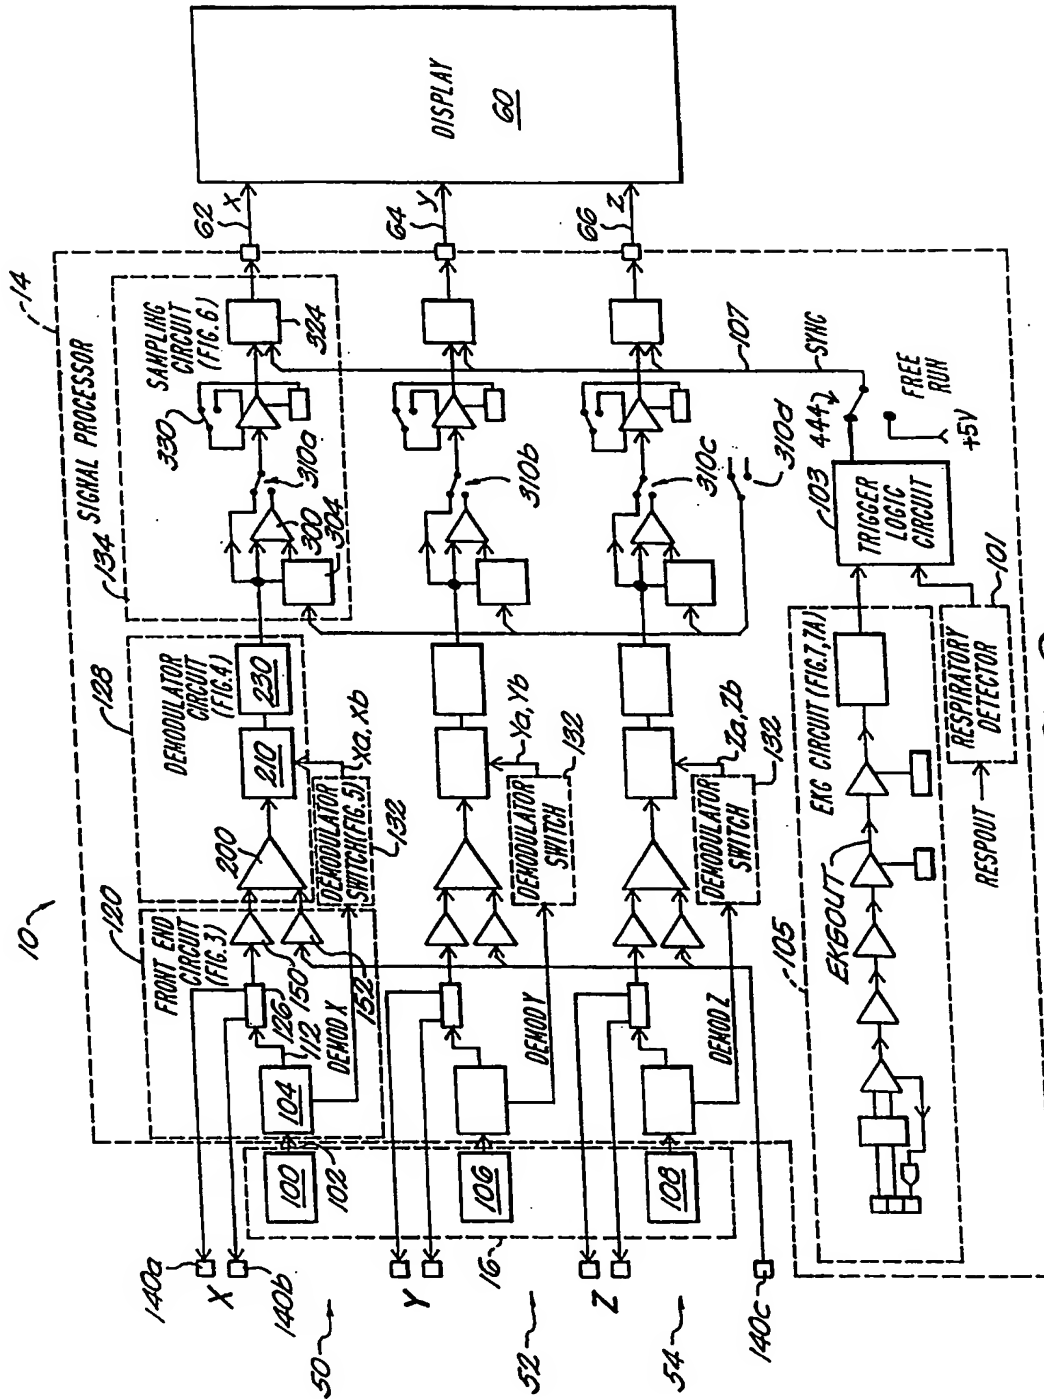 10
14
SIGNAL PROCESSOR
134
SAMPLING
CIRCUIT
(FIG. 6)
128
DEMODULATOR
CIRCUIT
(FIG. 4)
120
FRONT END
CIRCUIT
(FIG. 3)
140a
X
140b
50
100
102
104
112
126
150
152
DEMOD X
200
210
230
DEMODULATOR
SWITCH (FIG. 5)
132
Xa, Xb
300
304
310a
330
324
62
X
DISPLAY
60
Y
52
16
106
DEMOD Y
DEMODULATOR
SWITCH
132
Ya, Yb
310b
64
Y
Z
54
108
DEMOD Z
DEMODULATOR
SWITCH
132
Za, Zb
310c
310d
66
Z
107
SYNC
140c
105
EKG CIRCUIT (FIG. 7, 7A)
EKGOUT
RESPOUT
RESPIRATORY
DETECTOR
101
103
TRIGGER
LOGIC
CIRCUIT
444
FREE
RUN
+5V